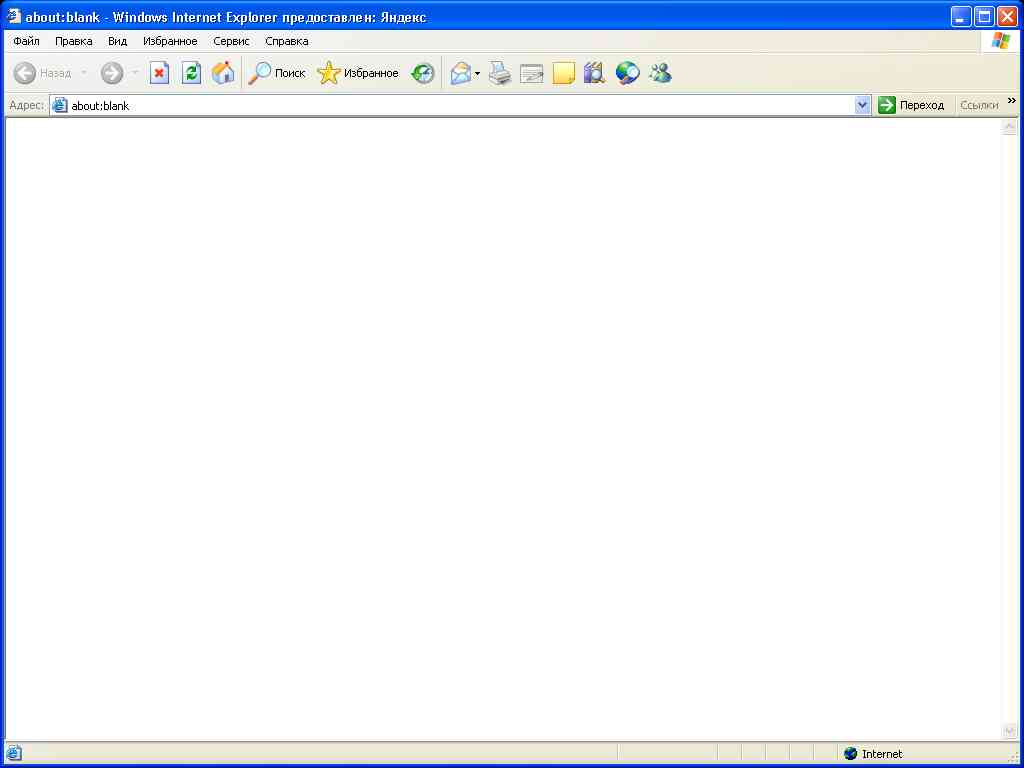 about:blank - Windows Internet Explorer предоставлен: Яндекс
Файл Правка Вид Избранное Сервис Справка
Назад Поиск Избранное
Адрес: about:blank Переход Ссылки »
Internet